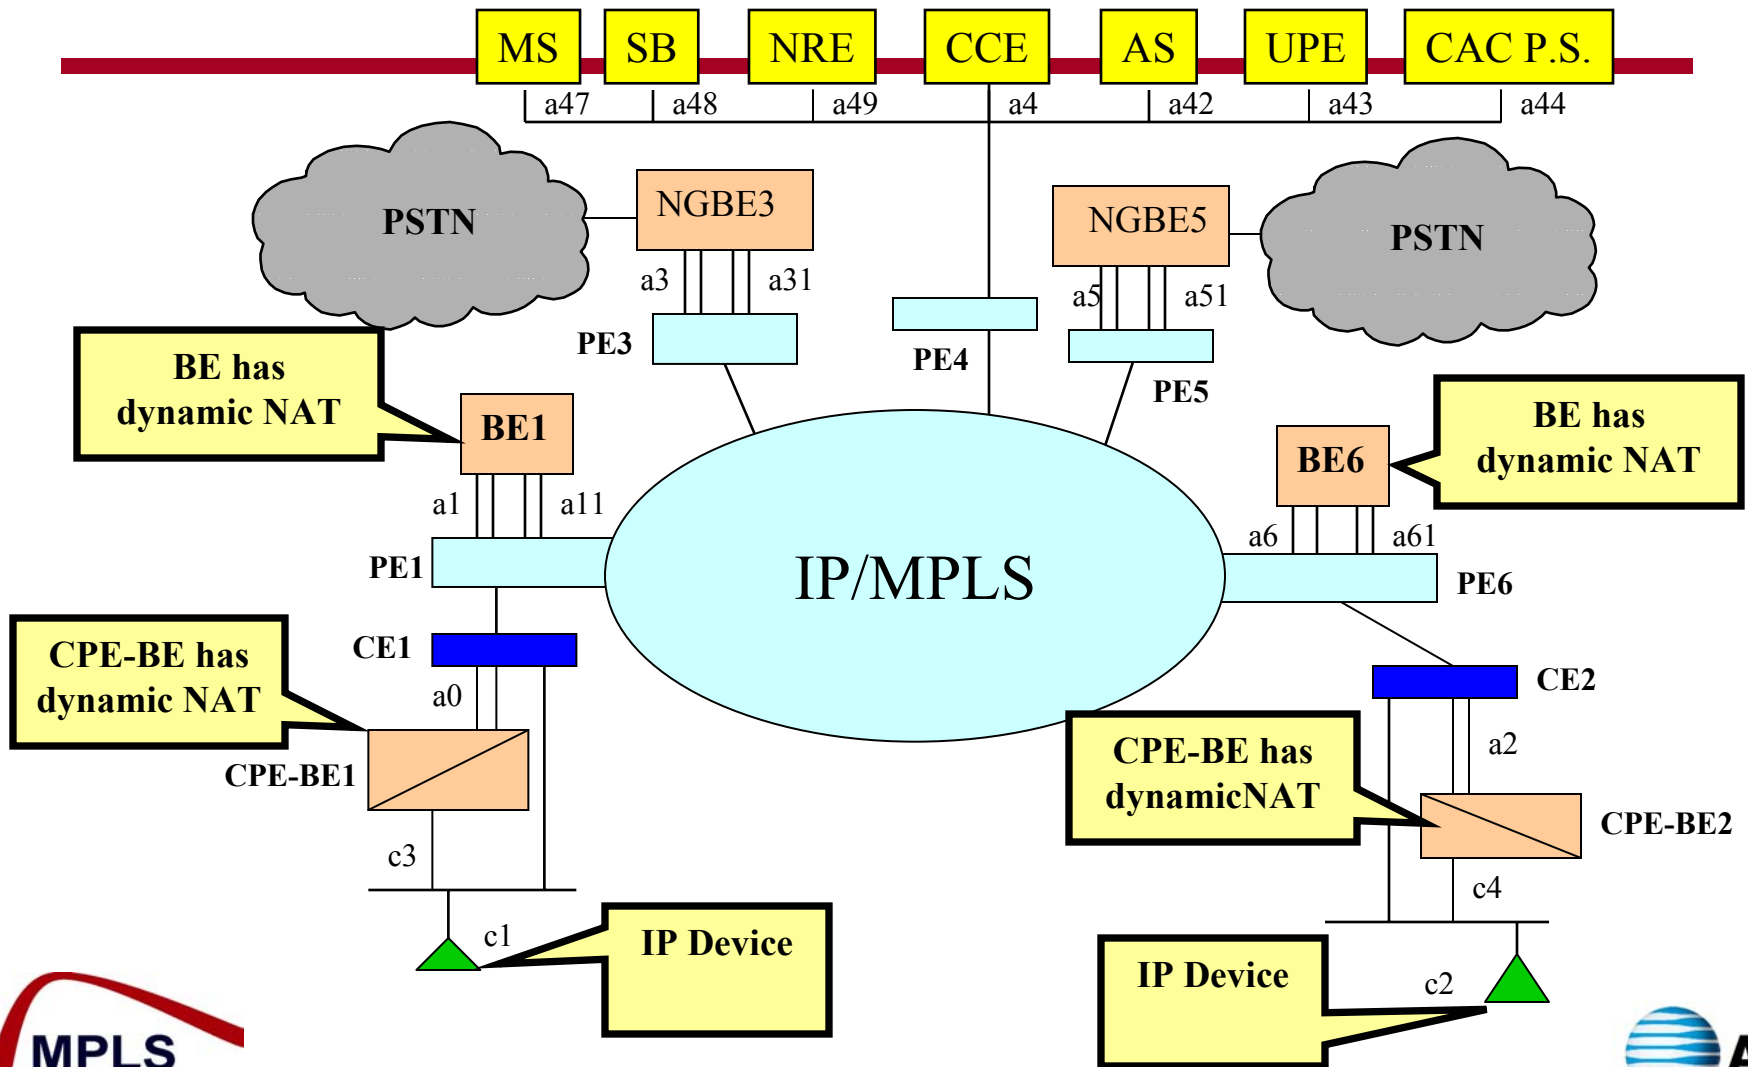 MS SB NRE CCE AS UPE CAC P.S.
a47 a48 a49 a4 a42 a43 a44
PSTN
NGBE3
NGBE5
PSTN
a3 a31
a5 a51
PE3
PE4
PE5
BE has
dynamic NAT
BE1
BE6
BE has
dynamic NAT
a1 a11
a6 a61
PE1
IP/MPLS
PE6
CPE-BE has
dynamic NAT
CE1
CE2
a0
a2
CPE-BE1
CPE-BE has
dynamicNAT
CPE-BE2
c3
c4
c1
IP Device
IP Device
c2
MPLS
A